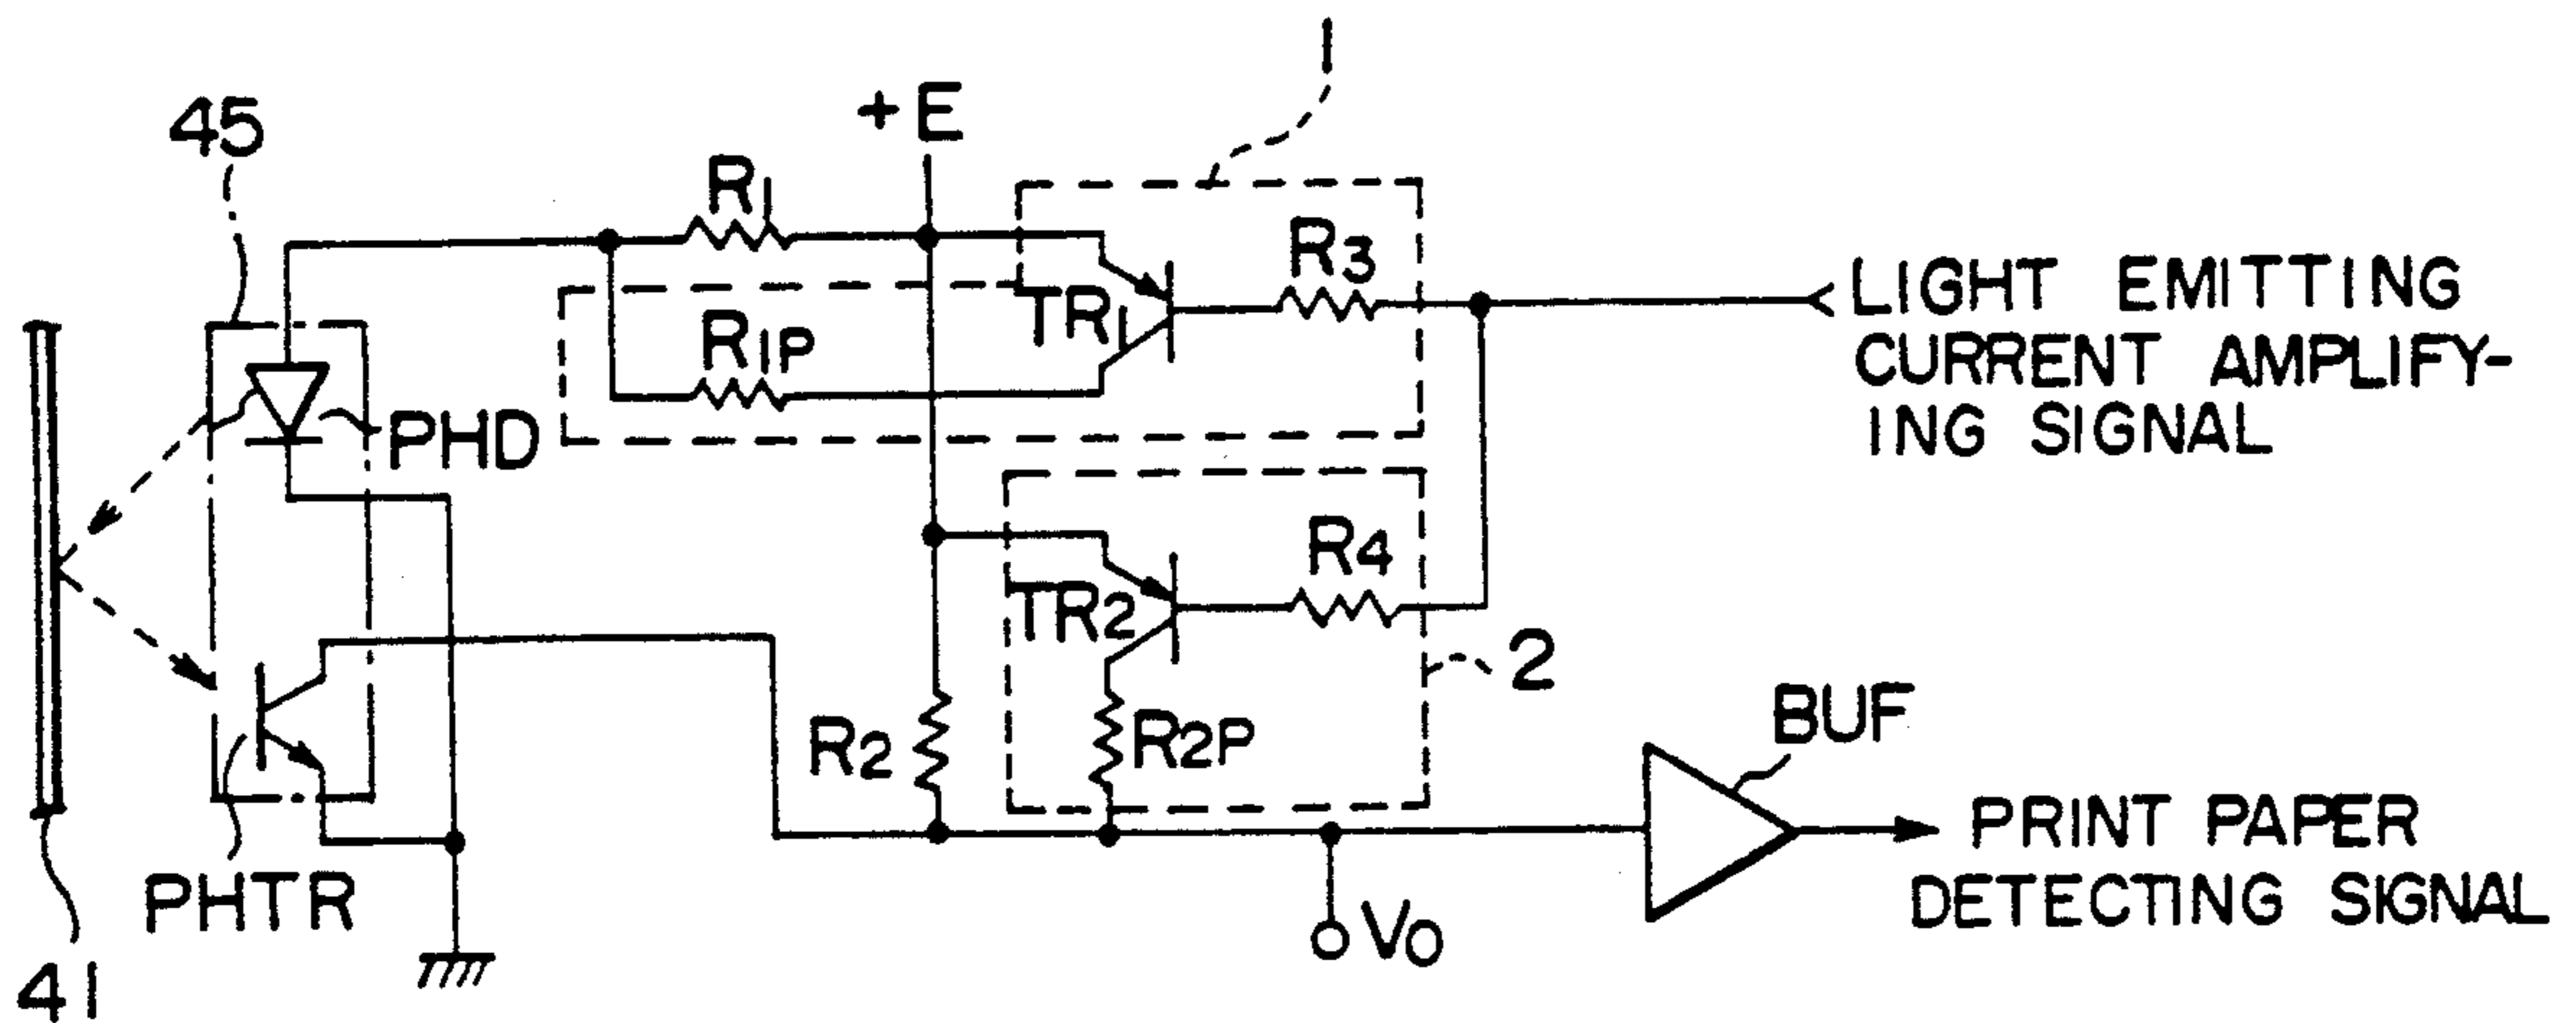 1
45
+E
R1
R3
LIGHT EMITTING
CURRENT AMPLIFY-
ING SIGNAL
TR1
R1P
PHD
R4
TR2
2
R2
R2P
BUF
PRINT PAPER
DETECTING SIGNAL
PHTR
VO
41